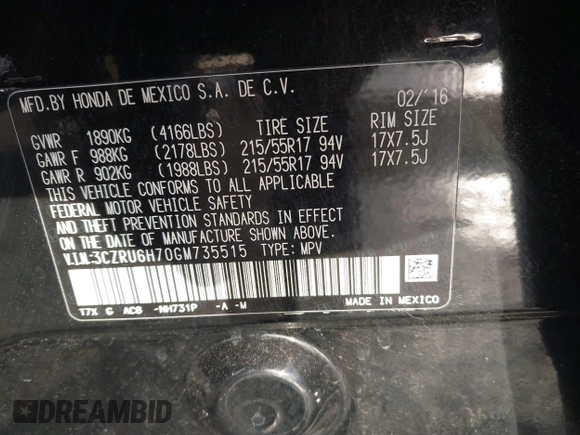 MFD.BY HONDA DE MEXICO S.A. DE C.V.
02/'16
GVWR 1890KG (4166LBS) TIRE SIZE RIM SIZE
GAWR F 988KG (2178LBS) 215/55R17 94V 17X7.5J
GAWR R 902KG (1988LBS) 215/55R17 94V 17X7.5J
THIS VEHICLE CONFORMS TO ALL APPLICABLE
FEDERAL MOTOR VEHICLE SAFETY
AND THEFT PREVENTION STANDARDS IN EFFECT
ON THE DATE OF MANUFACTURE SHOWN ABOVE.
V.I.N.:3CZRU6H70GM735515 TYPE: MPV
T7X G AC8 -NH731P -A -M MADE IN MEXICO
DREAMBID